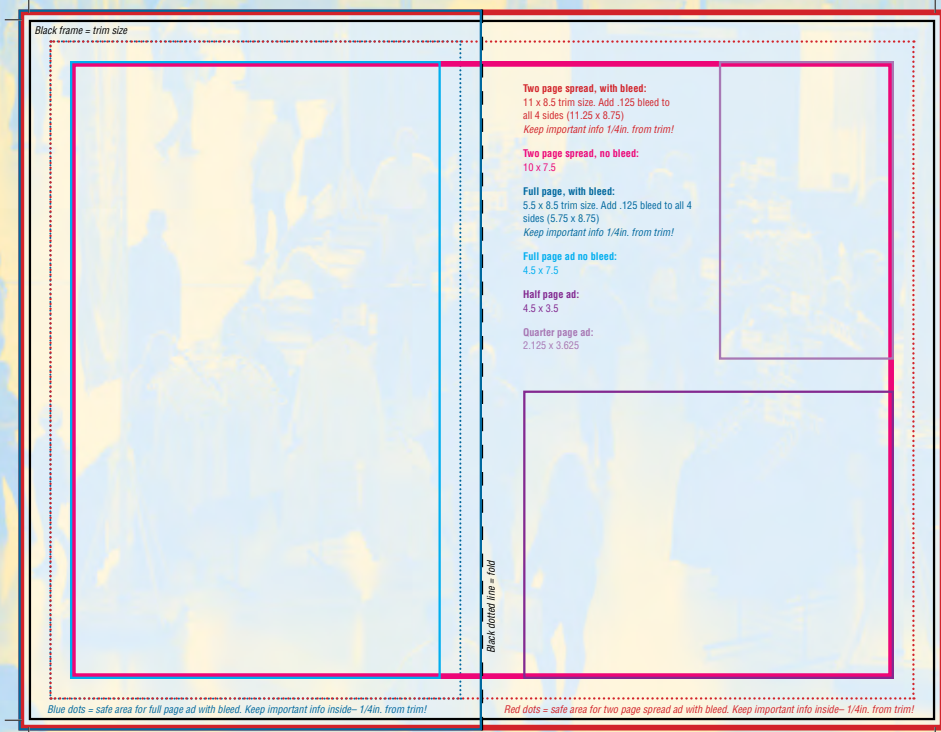 Black frame = trim size
Two page spread, with bleed:
11 x 8.5 trim size. Add .125 bleed to
all 4 sides (11.25 x 8.75)
Keep important info 1/4in. from trim!
Two page spread, no bleed:
10 x 7.5
Full page, with bleed:
5.5 x 8.5 trim size. Add .125 bleed to all 4
sides (5.75 x 8.75)
Keep important info 1/4in. from trim!
Full page ad no bleed:
4.5 x 7.5
Half page ad:
4.5 x 3.5
Quarter page ad:
2.125 x 3.625
Black dotted line = fold
Blue dots = safe area for full page ad with bleed. Keep important info inside– 1/4in. from trim!
Red dots = safe area for two page spread ad with bleed. Keep important info inside– 1/4in. from trim!